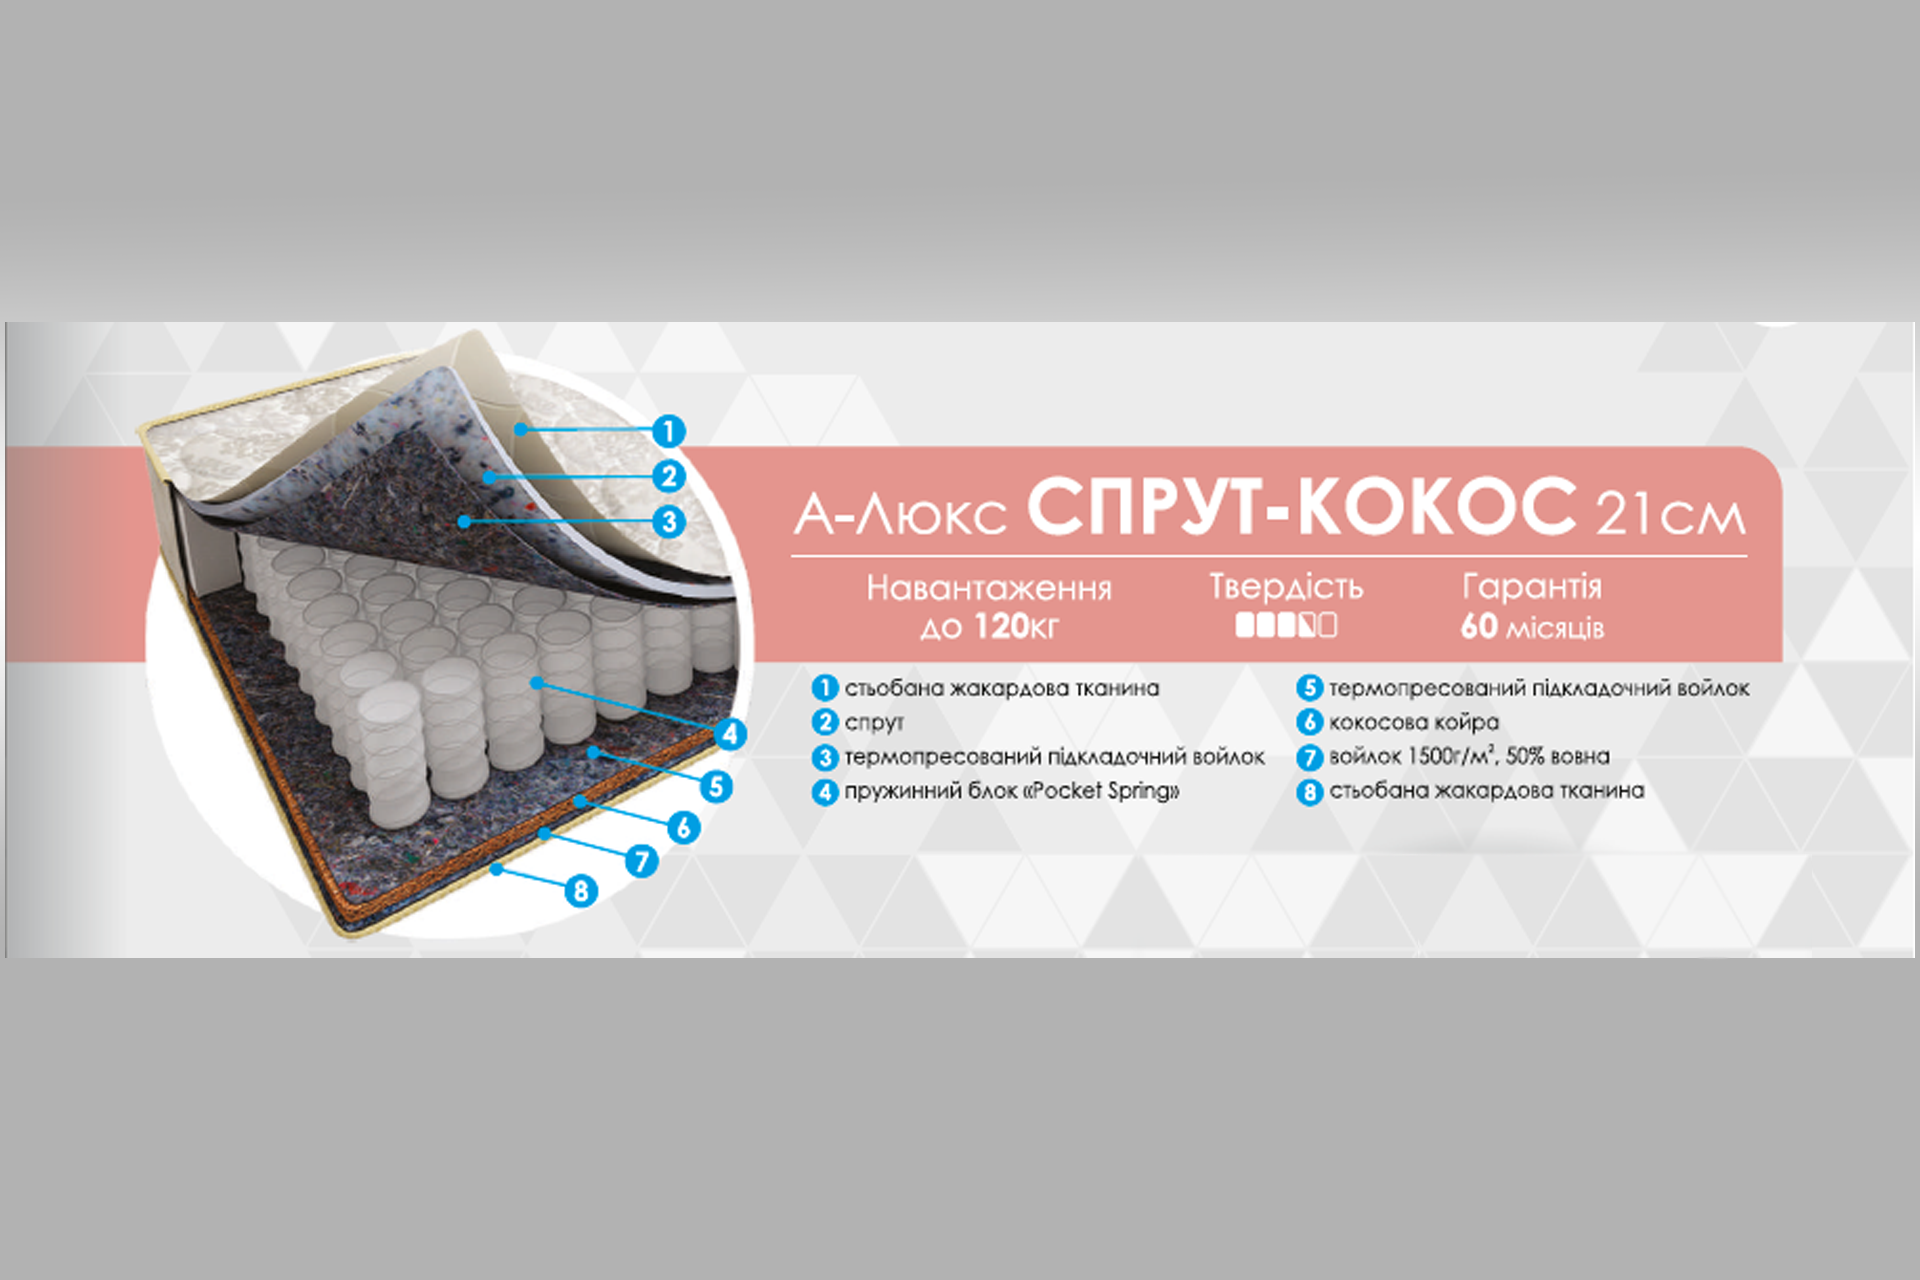 1
2
3
4
5
6
7
8
А-Люкс СПРУТ-КОКОС 21см
Навантаження
до 120кг
Твердість
Гарантія
60 місяців
1 стьобана жакардова тканина
2 спрут
3 термопресований підкладочний войлок
4 пружинний блок «Pocket Spring»
5 термопресований підкладочний войлок
6 кокосова койра
7 войлок 1500г/м², 50% вовна
8 стьобана жакардова тканина